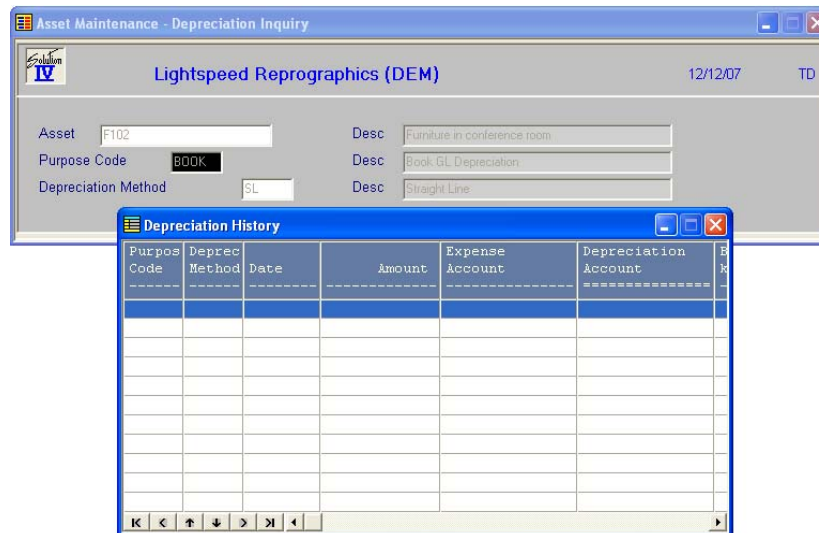 Asset Maintenance - Depreciation Inquiry
Solution
IV
Lightspeed Reprographics (DEM) 12/12/07 TD
Asset F102 Desc Furniture in conference room
Purpose Code BOOK Desc Book GL Depreciation
Depreciation Method SL Desc Straight Line
Depreciation History
Purpos Deprec Expense Depreciation B
Code Method Date Amount Account Account k